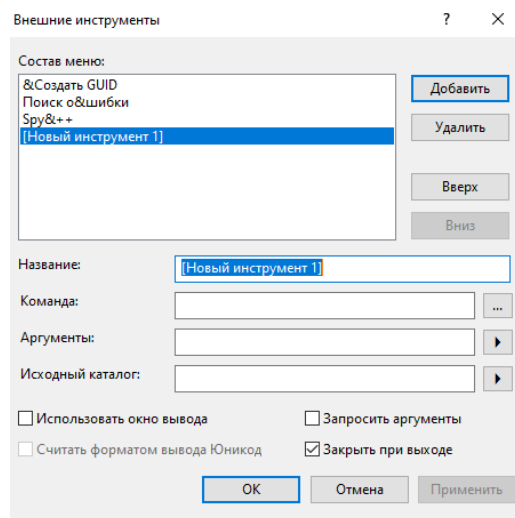 Внешние инструменты
Состав меню:
&Создать GUID
Поиск о&шибки
Spy&++
[Новый инструмент 1]
Добавить
Удалить
Вверх
Вниз
Название:
[Новый инструмент 1]
Команда:
...
Аргументы:
Исходный каталог:
Использовать окно вывода
Запросить аргументы
Считать форматом вывода Юникод
Закрыть при выходе
ОК
Отмена
Применить